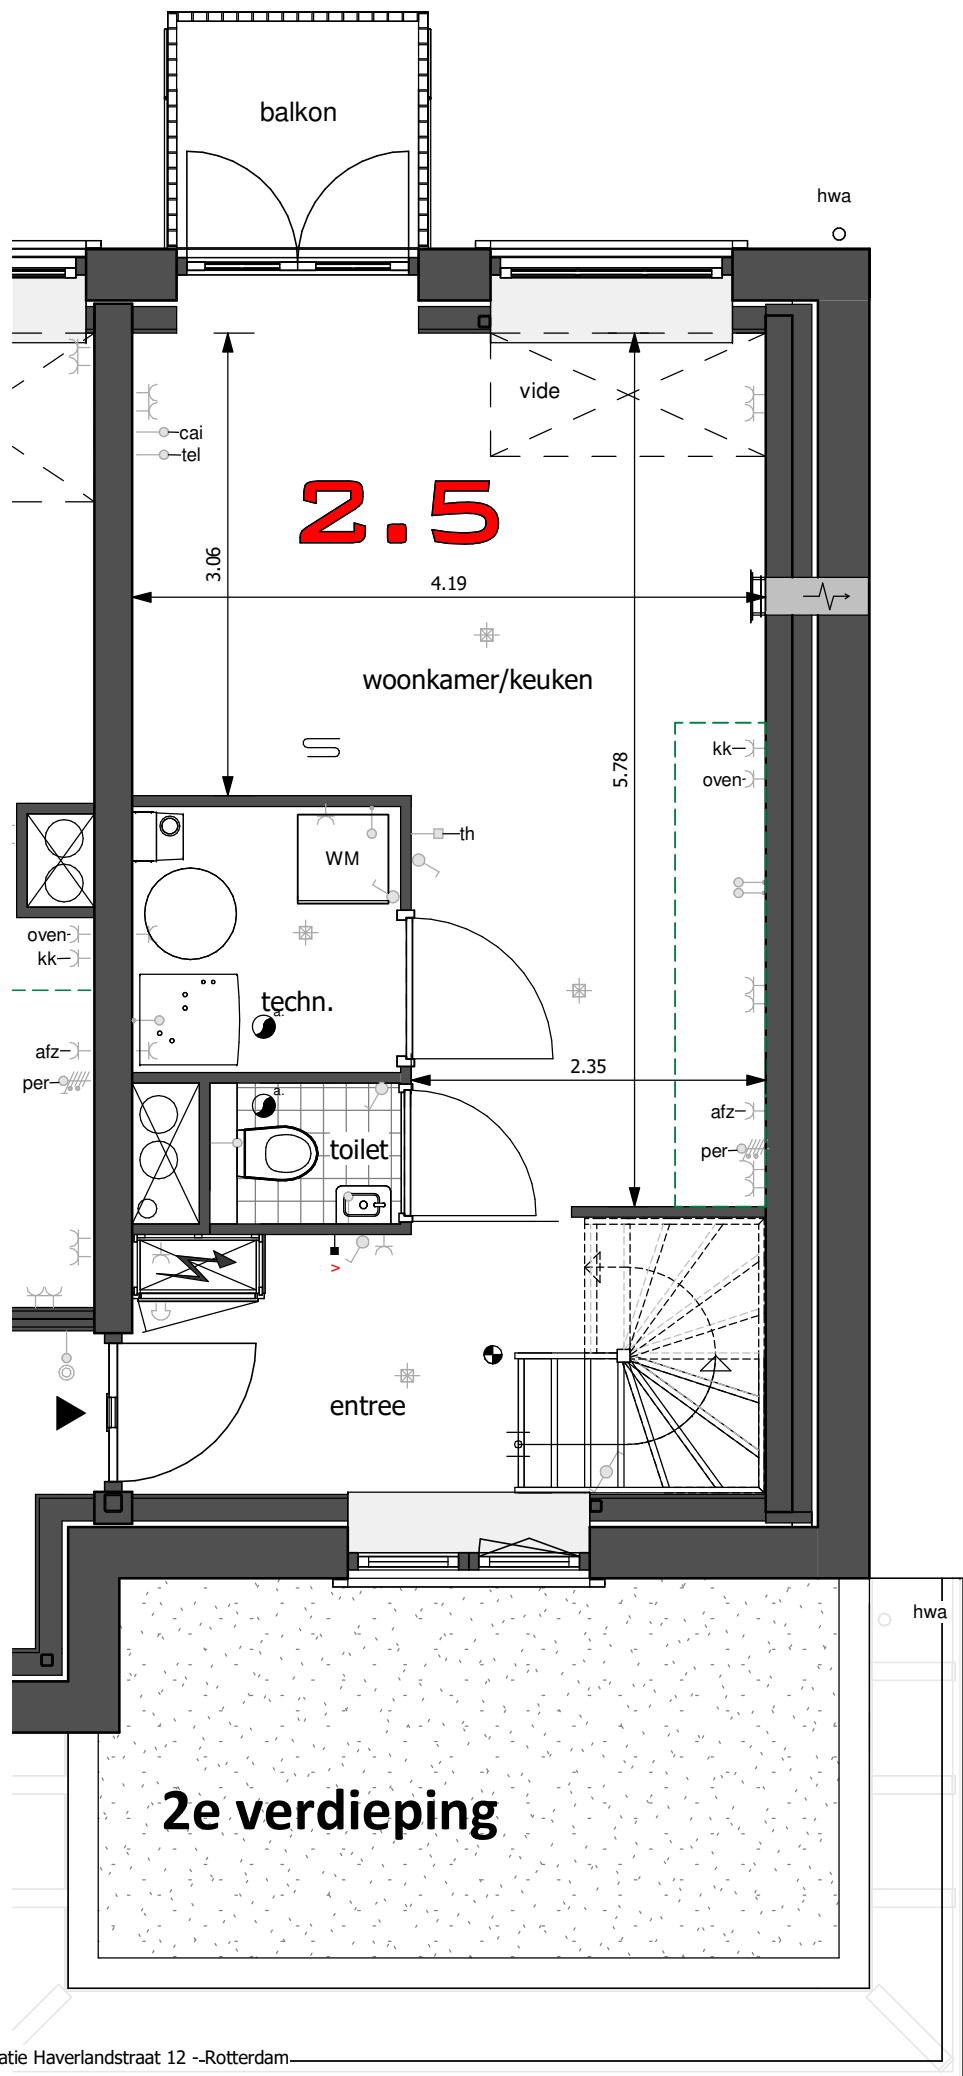 balkon
hwa
vide
cai
tel
2.5
3.06
4.19
woonkamer/keuken
5.78
kk
oven
th
WM
oven
kk
techn.
a.
afz
per
2.35
a.
afz
toilet
per
v
entree
hwa
2e verdieping
atie Haverlandstraat 12 - Rotterdam